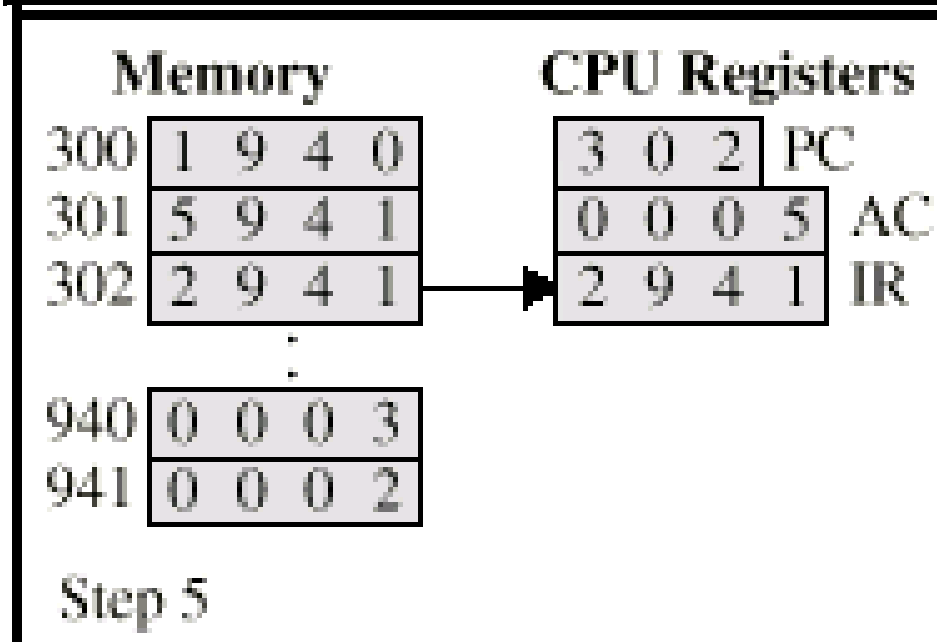 Memory CPU Registers
300 1 9 4 0 3 0 2 PC
301 5 9 4 1 0 0 0 5 AC
302 2 9 4 1 2 9 4 1 IR
940 0 0 0 3
941 0 0 0 2
Step 5